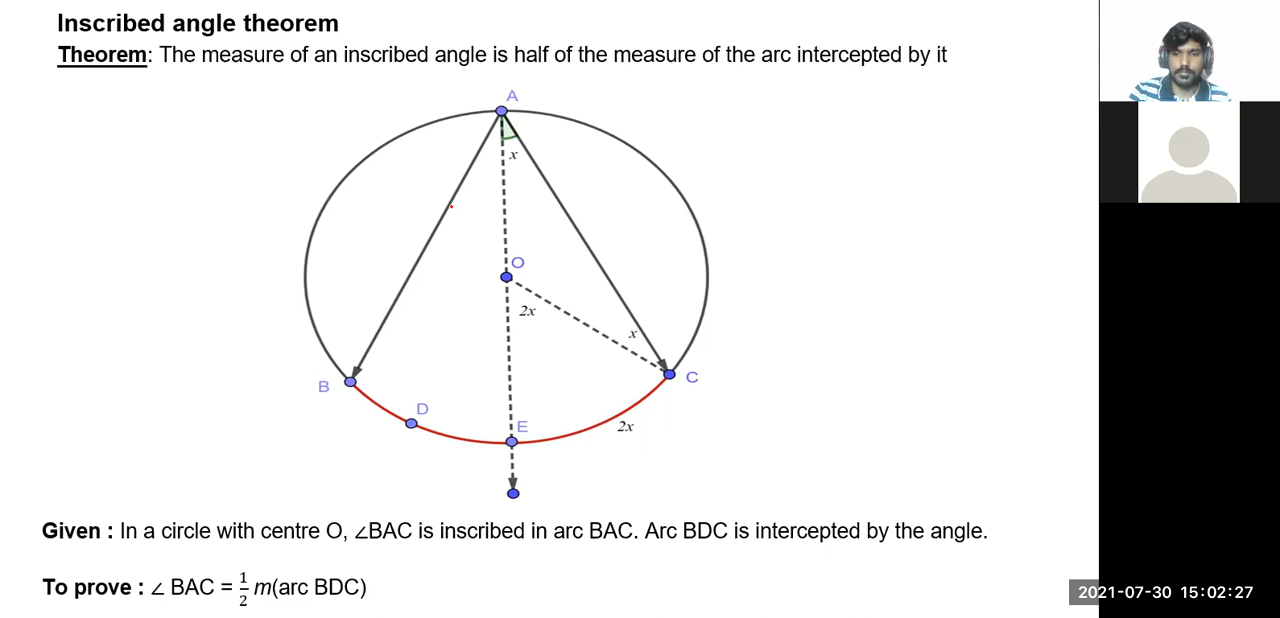 Inscribed angle theorem
Theorem: The measure of an inscribed angle is half of the measure of the arc intercepted by it
A
x
O
2x
x
B
C
D
E
2x
Given : In a circle with centre O, ∠BAC is inscribed in arc BAC. Arc BDC is intercepted by the angle.
To prove : ∠ BAC = 1/2 m(arc BDC)
2021-07-30 15:02:27